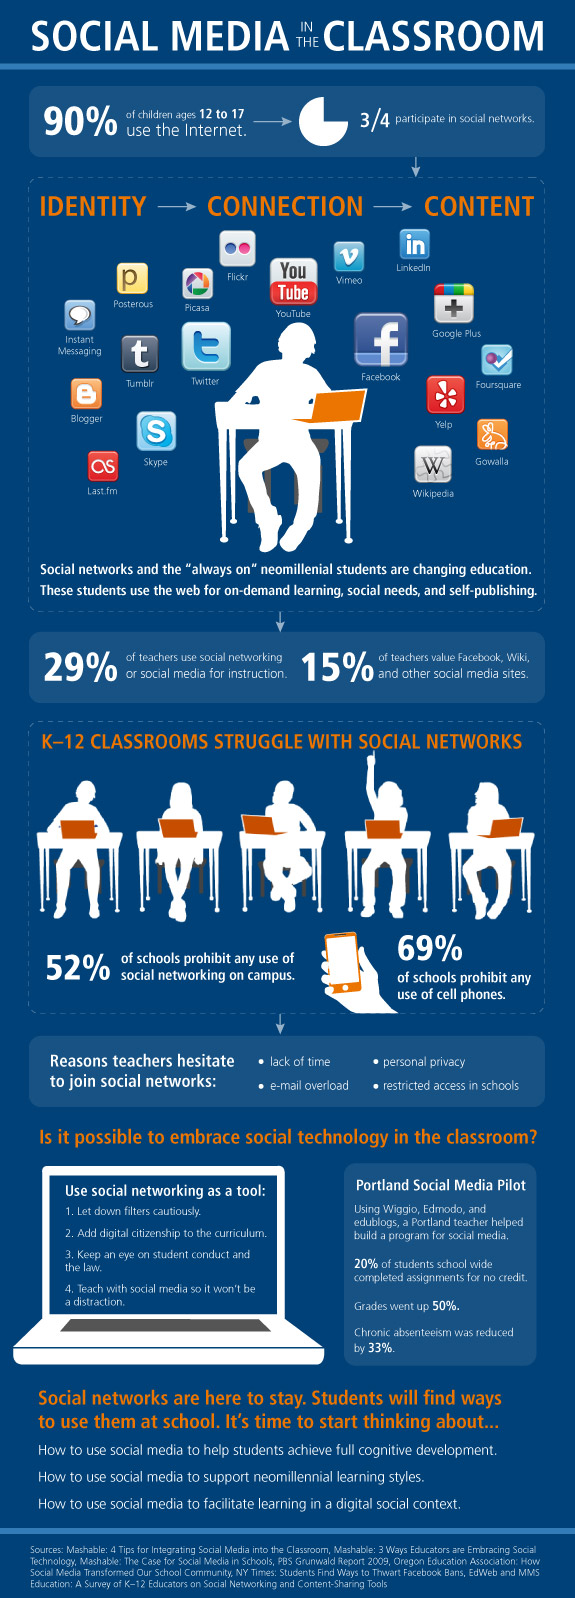 SOCIAL MEDIA IN THE CLASSROOM
90% of children ages 12 to 17
use the Internet.
3/4 participate in social networks.
IDENTITY CONNECTION CONTENT
Flickr
You
Tube
YouTube
Vimeo
in
LinkedIn
p
Posterous
Picasa
Google Plus
Instant
Messaging
t
Tumblr
t
Twitter
f
Facebook
Foursquare
B
Blogger
S
Skype
Yelp
Gowalla
as
Last.fm
W
Wikipedia
Social networks and the “always on” neomillenial students are changing education.
These students use the web for on-demand learning, social needs, and self-publishing.
29% of teachers use social networking
or social media for instruction.
15% of teachers value Facebook, Wiki,
and other social media sites.
K–12 CLASSROOMS STRUGGLE WITH SOCIAL NETWORKS
52% of schools prohibit any use of
social networking on campus.
69%
of schools prohibit any
use of cell phones.
Reasons teachers hesitate
to join social networks:
• lack of time
• e-mail overload
• personal privacy
• restricted access in schools
Is it possible to embrace social technology in the classroom?
Use social networking as a tool:
1. Let down filters cautiously.
2. Add digital citizenship to the curriculum.
3. Keep an eye on student conduct and
the law.
4. Teach with social media so it won't be
a distraction.
Portland Social Media Pilot
Using Wiggio, Edmodo, and
edublogs, a Portland teacher helped
build a program for social media.
20% of students school wide
completed assignments for no credit.
Grades went up 50%.
Chronic absenteeism was reduced
by 33%.
Social networks are here to stay. Students will find ways
to use them at school. It’s time to start thinking about...
How to use social media to help students achieve full cognitive development.
How to use social media to support neomillennial learning styles.
How to use social media to facilitate learning in a digital social context.
Sources: Mashable: 4 Tips for Integrating Social Media into the Classroom, Mashable: 3 Ways Educators are Embracing Social
Technology, Mashable: The Case for Social Media in Schools, PBS Grunwald Report 2009, Oregon Education Association: How
Social Media Transformed Our School Community, NY Times: Students Find Ways to Thwart Facebook Bans, EdWeb and MMS
Education: A Survey of K–12 Educators on Social Networking and Content-Sharing Tools